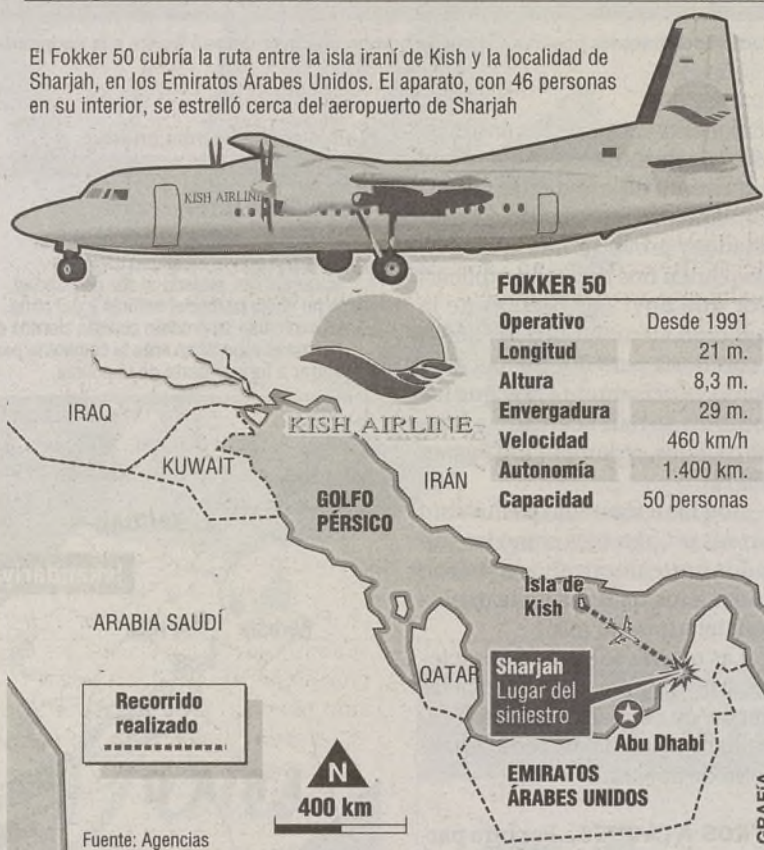 El Fokker 50 cubría la ruta entre la isla iraní de Kish y la localidad de
Sharjah, en los Emiratos Árabes Unidos. El aparato, con 46 personas
en su interior, se estrelló cerca del aeropuerto de Sharjah
KISH AIRLINE
FOKKER 50
Operativo Desde 1991
Longitud 21 m.
Altura 8,3 m.
Envergadura 29 m.
Velocidad 460 km/h
Autonomía 1.400 km.
Capacidad 50 personas
KISH AIRLINE
IRAQ
KUWAIT
IRÁN
GOLFO
PÉRSICO
Isla de
Kish
ARABIA SAUDÍ
QATAR
Sharjah
Lugar del
siniestro
Abu Dhabi
EMIRATOS
ÁRABES UNIDOS
Recorrido
realizado
N
400 km
Fuente: Agencias
GRAFÍA